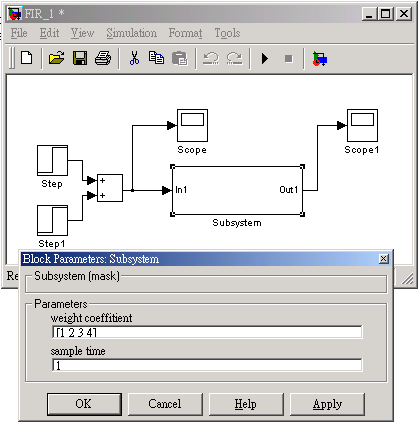 FIR_1 *
File Edit View Simulation Format Tools
Scope
Scope1
Step
+
+
In1
Out1
Step1
Subsystem
Re
Block Parameters: Subsystem
Subsystem (mask)
Parameters
weight coeffitient
[1 2 3 4]
sample time
1
OK Cancel Help Apply